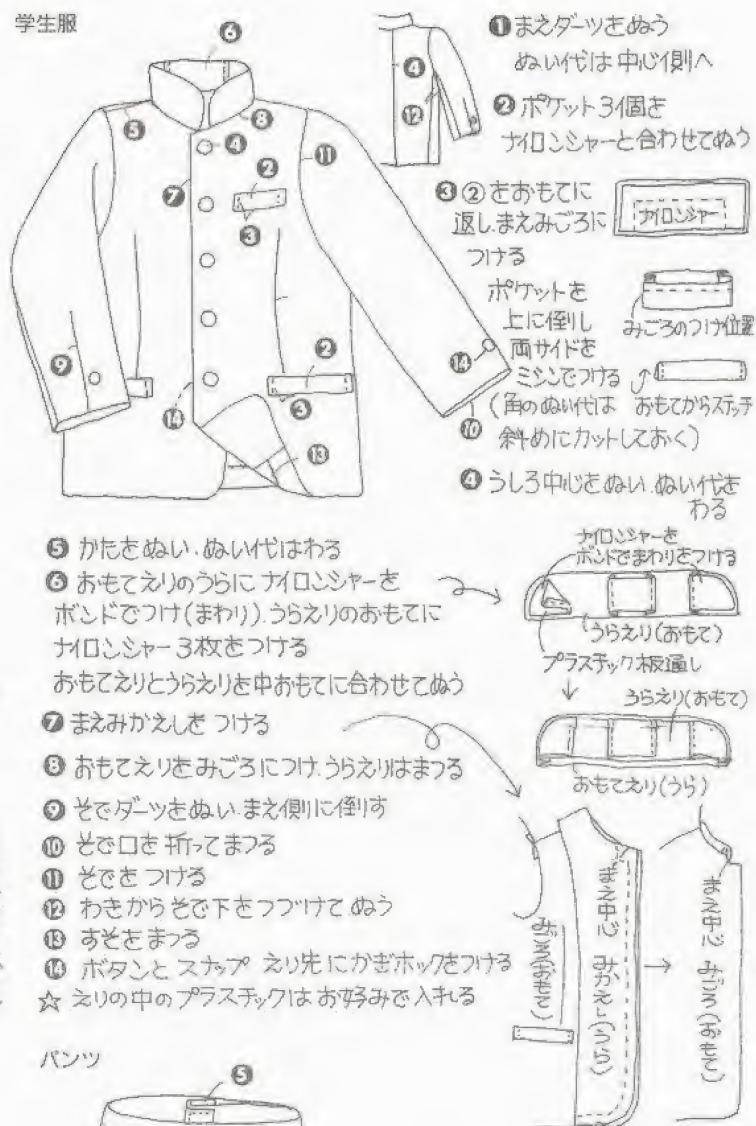 学生服
❶ まえダーツをぬう
ぬい代は中心側へ
❷ ポケット3個を
ナイロンシャーと合わせてぬう
❸ ②をおもてに
返し、まえみごろに
つける
ポケットを
上に倒し
両サイドを
ミシンでつける
(角のぬい代は
斜めにカットしておく)
ナイロンシャー
みごろのつけ位置
おもてからステッチ
❹ うしろ中心をぬい、ぬい代を
わる
❺ かたをぬい、ぬい代はわる
❻ おもてえりのうらにナイロンシャーを
ボンドでつけ(まわり)、うらえりのおもてに
ナイロンシャー3枚をつける
おもてえりとうらえりを中おもてに合わせてぬう
❼ まえみかえしをつける
❽ おもてえりをみごろにつけ、うらえりはまつる
❾ そでダーツをぬい、まえ側に倒す
❿ そで口を折ってまつる
⓫ そでをつける
⓬ わきからそで下をつづけてぬう
⓭ すそをまつる
⓮ ボタンとスナップ えり先にかぎホックをつける
☆ えりの中のプラスチックはお好みで入れる
ナイロンシャーを
ボンドでまわりをつける
うらえり(おもて)
プラスチック板通し
うらえり(おもて)
おもてえり(うら)
みごろ(おもて)
まえ中心 みかえし(うら)
まえ中心 みごろ(おもて)
パンツ
❺
❻
❺
❽
❹
❼
⓫
❷
❸
❾
❷
⓮
❸
⓮
❿
⓭
❹
⓬